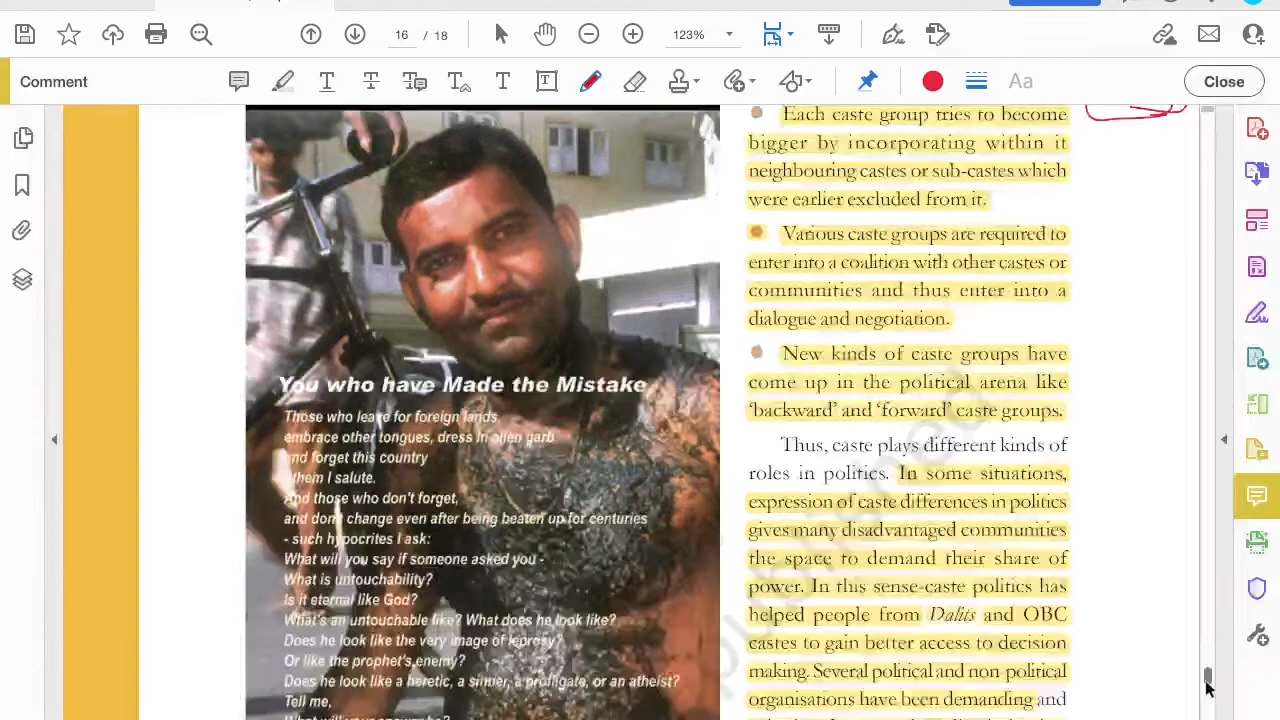 16 / 18
123%
Comment
Aa
Close
You who have Made the Mistake
Those who leave for foreign lands
embrace other tongues, dress in alien garb
and forget this country
them I salute.
And those who don't forget,
and don't change even after being beaten up for centuries
- such hypocrites I ask:
What will you say if someone asked you -
What is untouchability?
Is it eternal like God?
What's an untouchable like? What does he look like?
Does he look like the very image of leprosy?
Or like the prophet's enemy?
Does he look like a heretic, a sinner, a profligate, or an atheist?
Tell me,
Each caste group tries to become
bigger by incorporating within it
neighbouring castes or sub-castes which
were earlier excluded from it.
Various caste groups are required to
enter into a coalition with other castes or
communities and thus enter into a
dialogue and negotiation.
New kinds of caste groups have
come up in the political arena like
‘backward’ and ‘forward’ caste groups.
Thus, caste plays different kinds of
roles in politics. In some situations,
expression of caste differences in politics
gives many disadvantaged communities
the space to demand their share of
power. In this sense-caste politics has
helped people from Dalits and OBC
castes to gain better access to decision
making. Several political and non-political
organisations have been demanding and